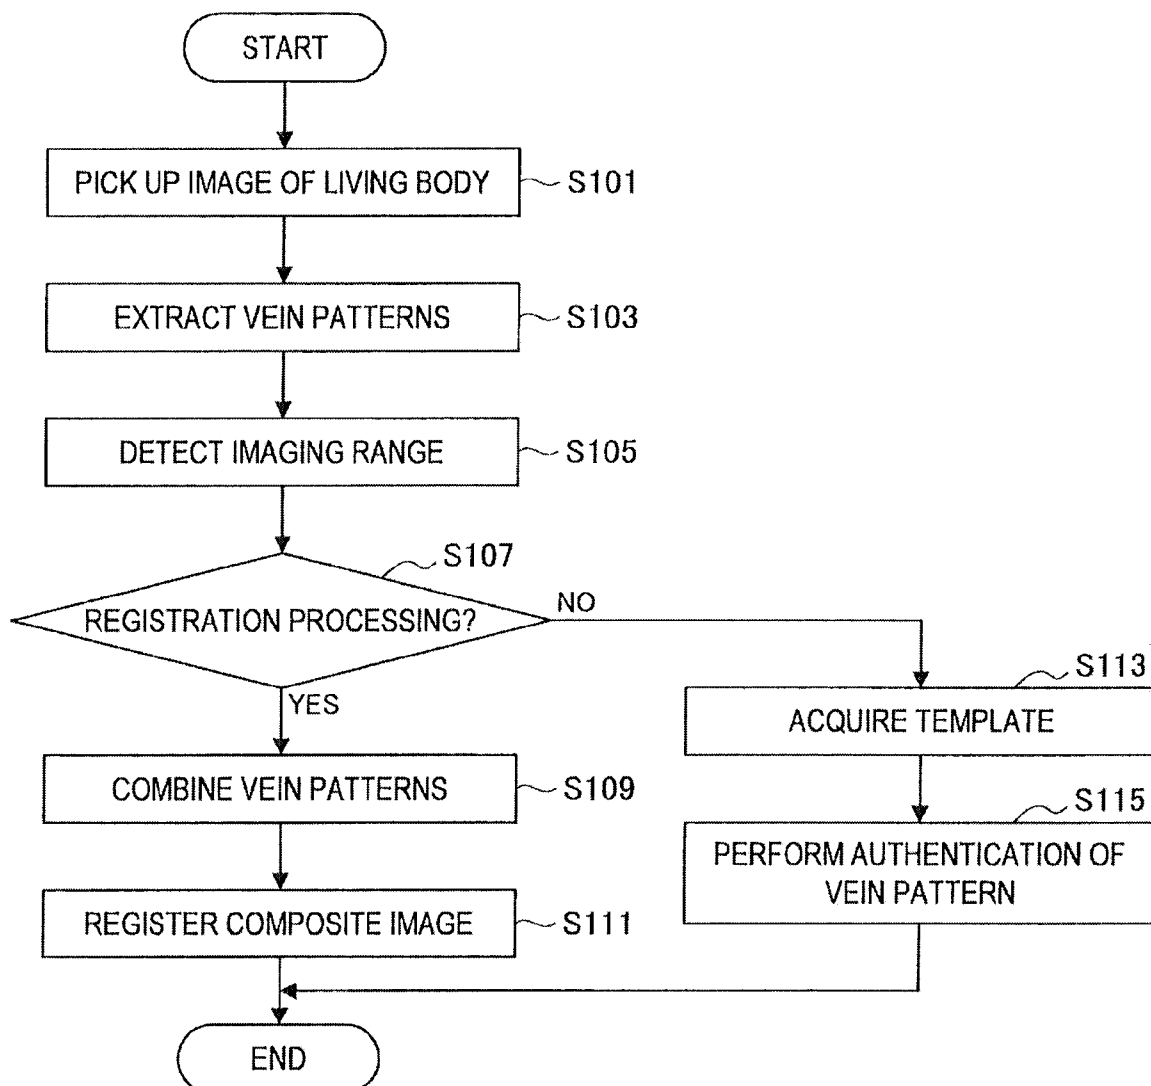 START
PICK UP IMAGE OF LIVING BODY
S101
EXTRACT VEIN PATTERNS
S103
DETECT IMAGING RANGE
S105
S107
REGISTRATION PROCESSING?
NO
YES
S113
ACQUIRE TEMPLATE
COMBINE VEIN PATTERNS
S109
S115
PERFORM AUTHENTICATION OF
VEIN PATTERN
REGISTER COMPOSITE IMAGE
S111
END